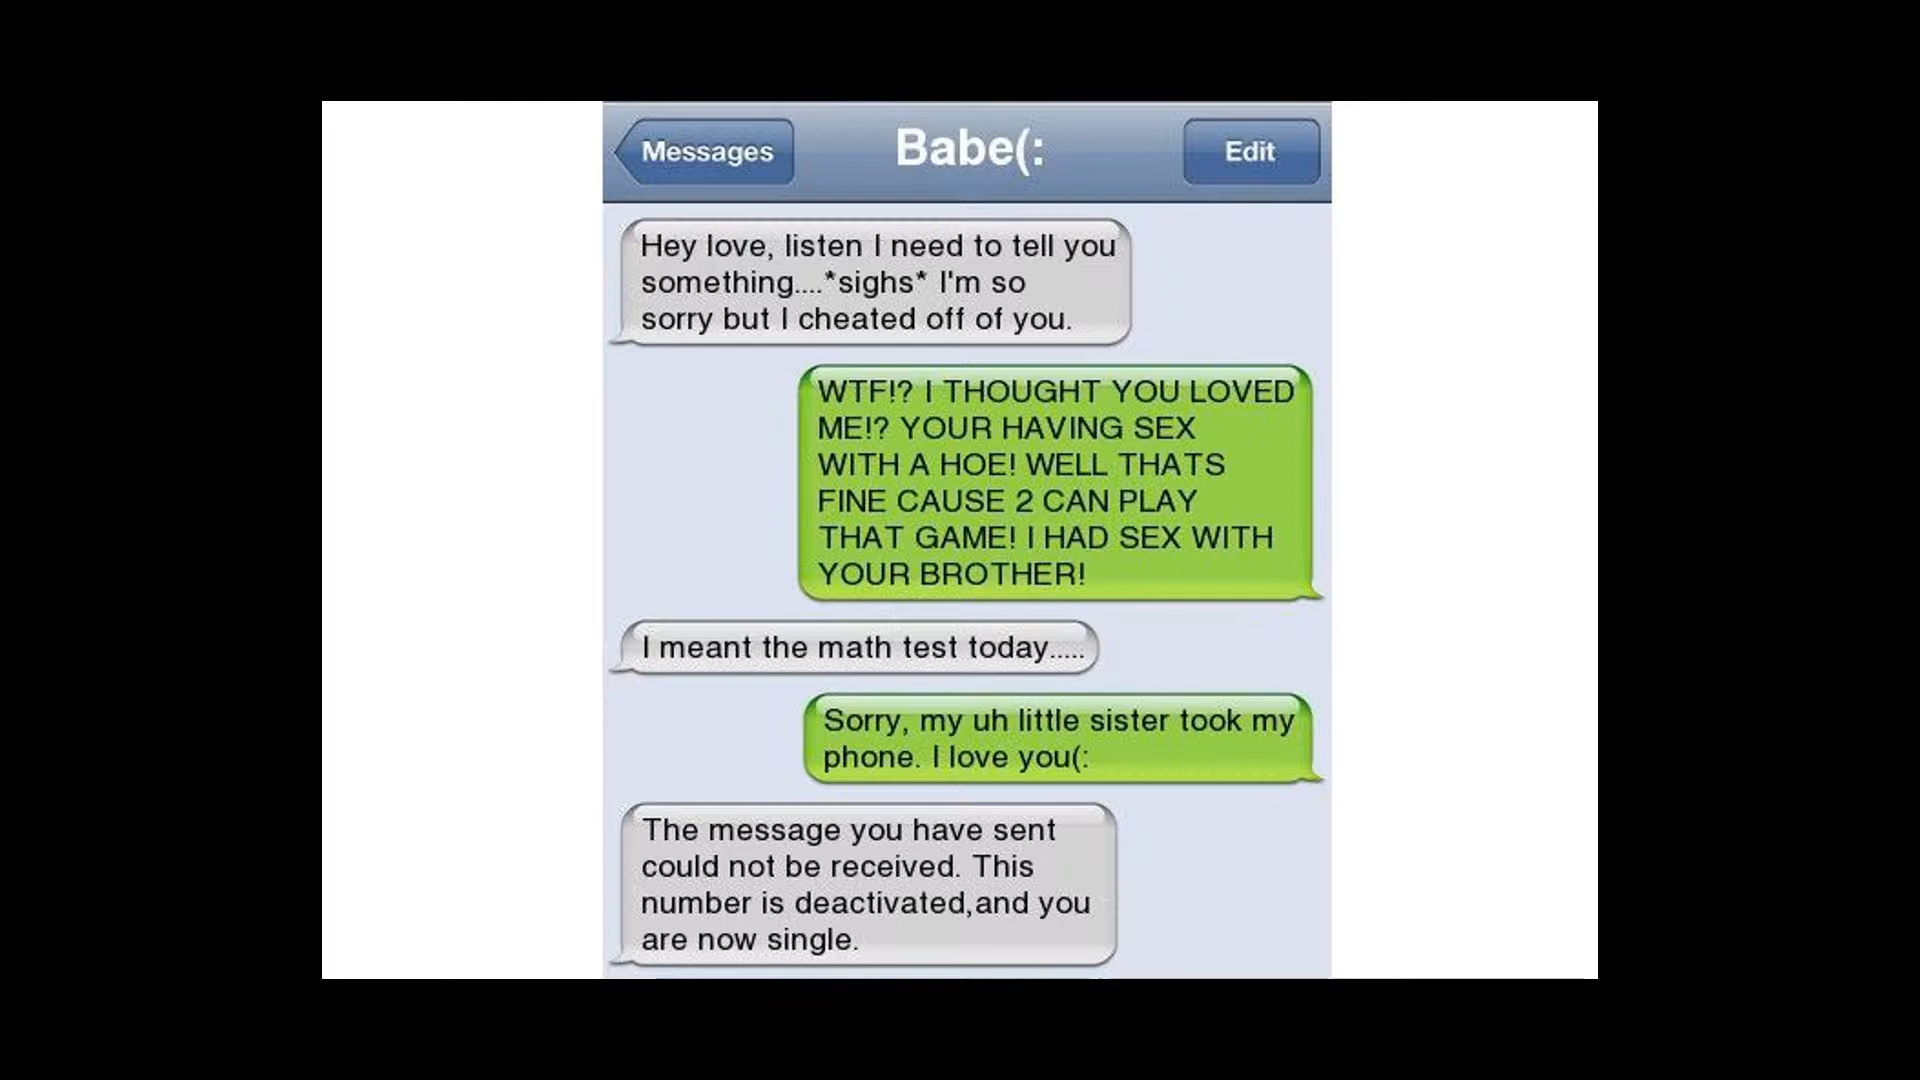 Messages
Babe(:
Edit
Hey love, listen I need to tell you
something....*sighs* I'm so
sorry but I cheated off of you.
WTF!? I THOUGHT YOU LOVED
ME!? YOUR HAVING SEX
WITH A HOE! WELL THATS
FINE CAUSE 2 CAN PLAY
THAT GAME! I HAD SEX WITH
YOUR BROTHER!
I meant the math test today.....
Sorry, my uh little sister took my
phone. I love you(:
The message you have sent
could not be received. This
number is deactivated,and you
are now single.